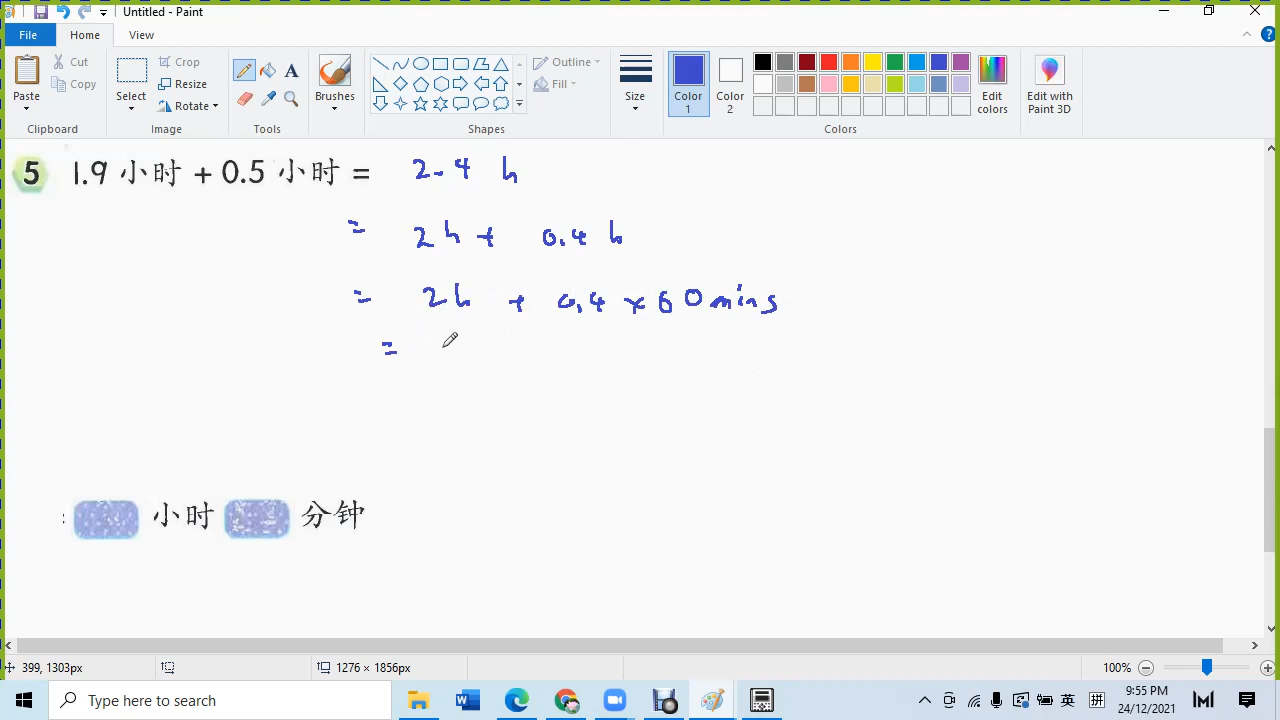 Untitled - Paint
File Home View
Paste
Cut
Copy
Clipboard
Select
Crop
Resize
Rotate
Image
Tools
Brushes
Shapes
Outline
Fill
Size
Color 1
Color 2
Edit colors
Colors
Edit with Paint 3D
5 1.9 小时 + 0.5 小时 = 2.4 h
= 2h + 0.4 h
= 2h + 0.4 × 60 mins
=
: 小时 分钟
399, 1303px 1276 × 1856px 100%
Type here to search
英 拼
9:55 PM
24/12/2021